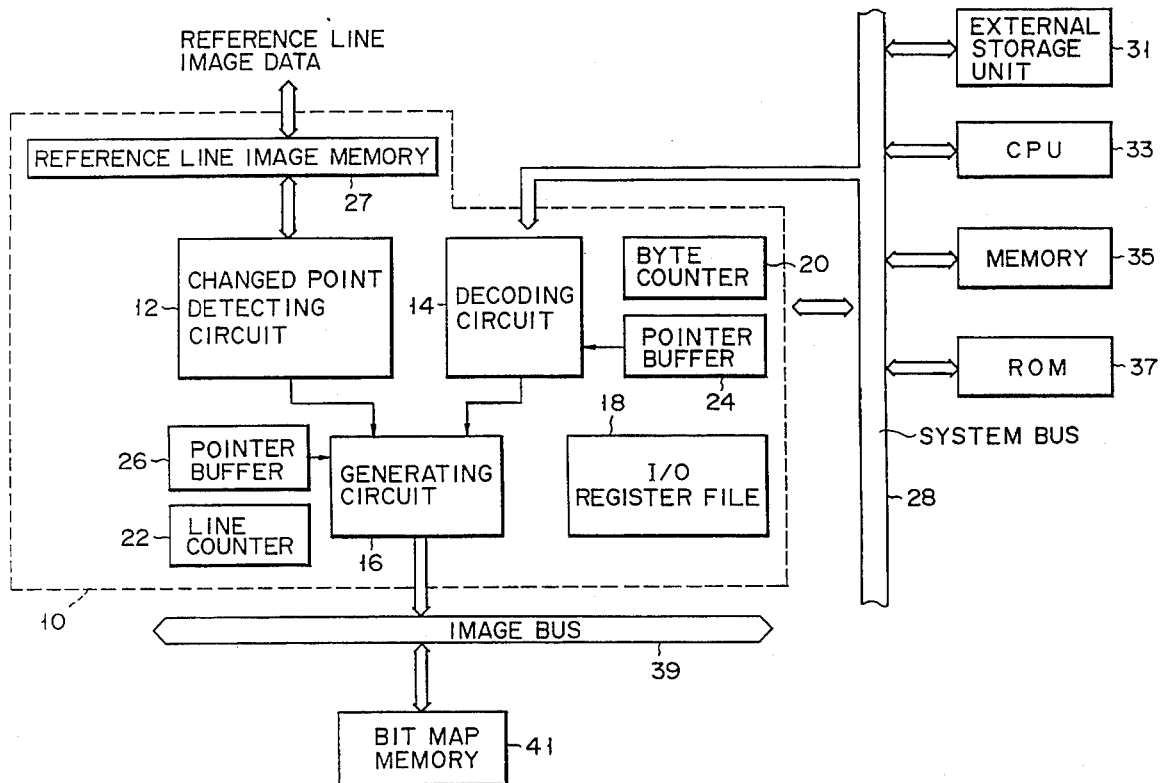 REFERENCE LINE
IMAGE DATA
REFERENCE LINE IMAGE MEMORY
27
CHANGED POINT
DETECTING
CIRCUIT
12
DECODING
CIRCUIT
14
BYTE
COUNTER
20
POINTER
BUFFER
24
POINTER
BUFFER
26
LINE
COUNTER
22
GENERATING
CIRCUIT
16
18
I/O
REGISTER FILE
10
IMAGE BUS
39
BIT MAP
MEMORY
41
EXTERNAL
STORAGE
UNIT
31
CPU
33
MEMORY
35
ROM
37
SYSTEM BUS
28